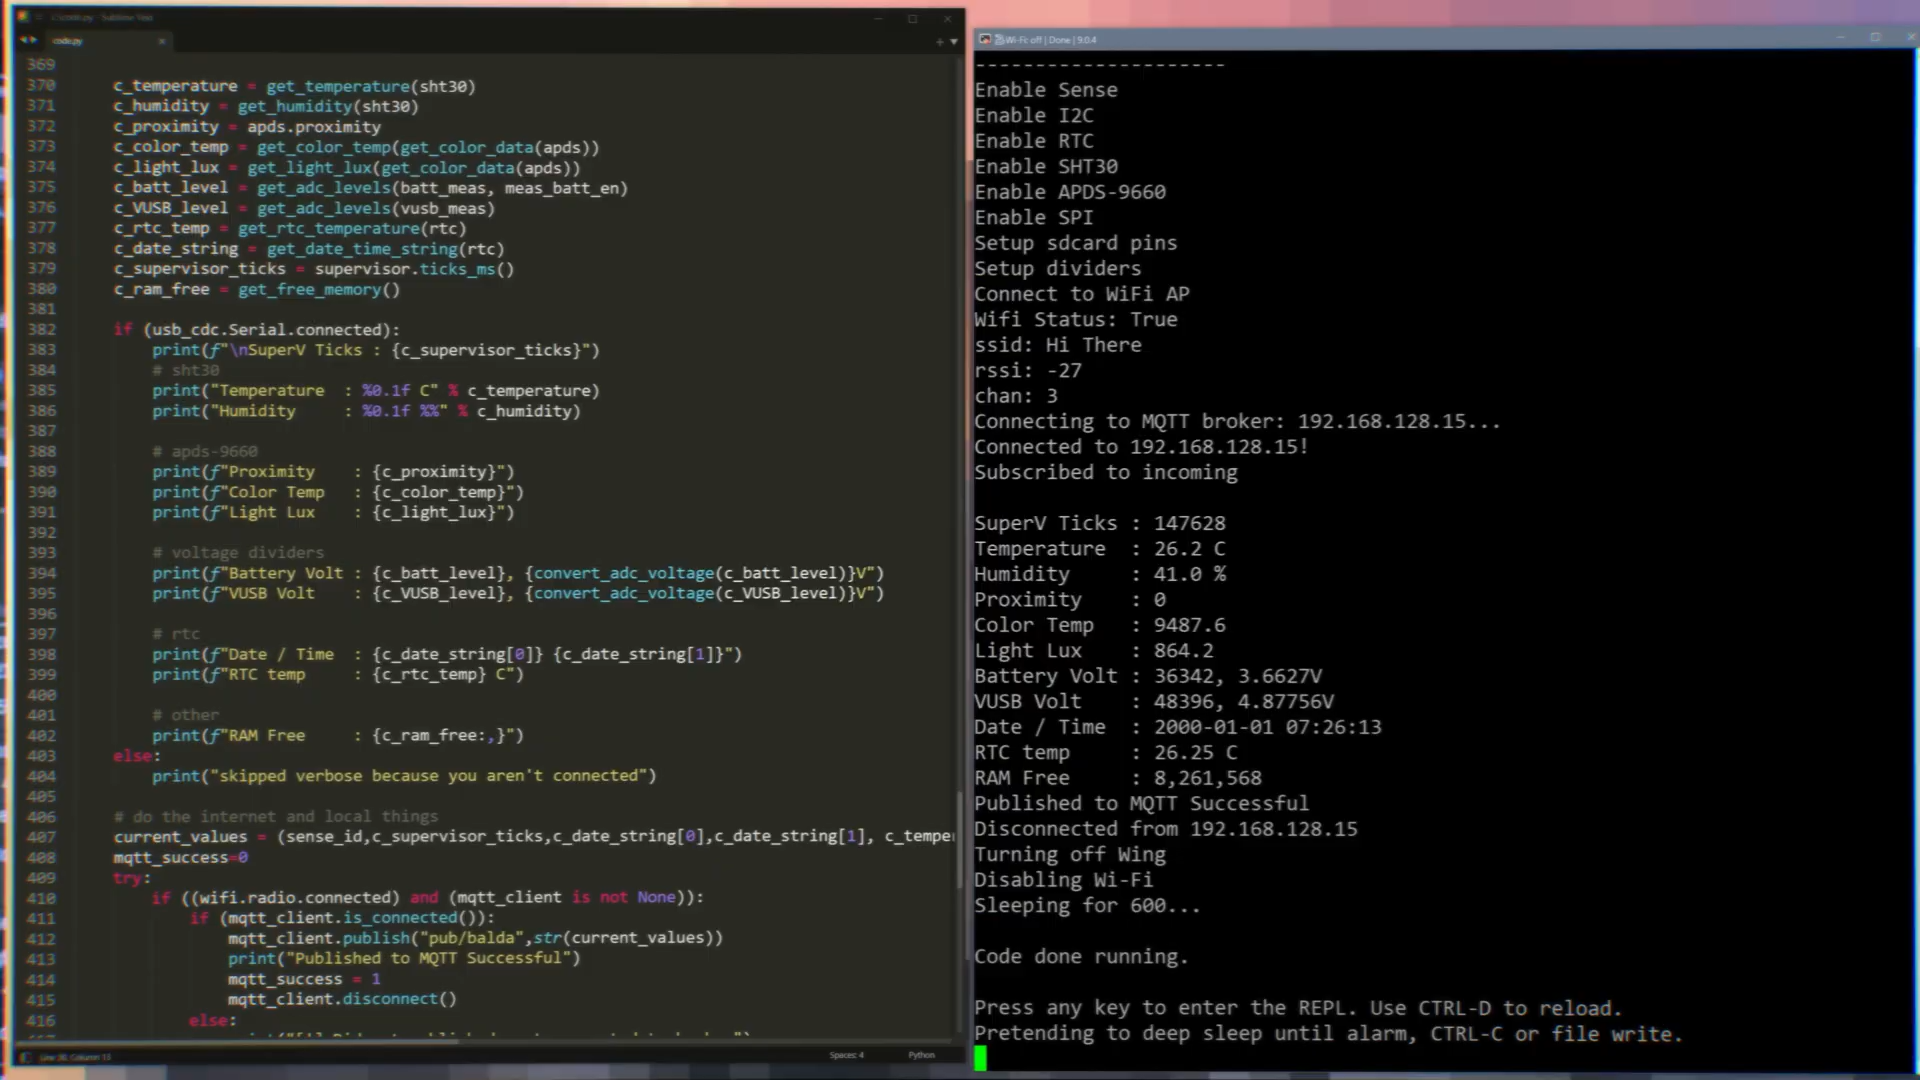 code.py - Sublime Text
code.py
369
370 c_temperature = get_temperature(sht30)
371 c_humidity = get_humidity(sht30)
372 c_proximity = apds.proximity
373 c_color_temp = get_color_temp(get_color_data(apds))
374 c_light_lux = get_light_lux(get_color_data(apds))
375 c_batt_level = get_adc_levels(batt_meas, meas_batt_en)
376 c_VUSB_level = get_adc_levels(vusb_meas)
377 c_rtc_temp = get_rtc_temperature(rtc)
378 c_date_string = get_date_time_string(rtc)
379 c_supervisor_ticks = supervisor.ticks_ms()
380 c_ram_free = get_free_memory()
381
382 if (usb_cdc.Serial.connected):
383 print(f"\nSuperV Ticks : {c_supervisor_ticks}")
384 # sht30
385 print("Temperature  : %0.1f C" % c_temperature)
386 print("Humidity     : %0.1f %%" % c_humidity)
387
388 # apds-9660
389 print(f"Proximity    : {c_proximity}")
390 print(f"Color Temp   : {c_color_temp}")
391 print(f"Light Lux    : {c_light_lux}")
392
393 # voltage dividers
394 print(f"Battery Volt : {c_batt_level}, {convert_adc_voltage(c_batt_level)}V")
395 print(f"VUSB Volt    : {c_VUSB_level}, {convert_adc_voltage(c_VUSB_level)}V")
396
397 # rtc
398 print(f"Date / Time  : {c_date_string[0]} {c_date_string[1]}")
399 print(f"RTC temp     : {c_rtc_temp} C")
400
401 # other
402 print(f"RAM Free     : {c_ram_free:,}")
403 else:
404 print("skipped verbose because you aren't connected")
405
406 # do the internet and local things
407 current_values = (sense_id,c_supervisor_ticks,c_date_string[0],c_date_string[1], c_temper
408 mqtt_success=0
409 try:
410 if ((wifi.radio.connected) and (mqtt_client is not None)):
411 if (mqtt_client.is_connected()):
412 mqtt_client.publish("pub/balda",str(current_values))
413 print("Published to MQTT Successful")
414 mqtt_success = 1
415 mqtt_client.disconnect()
416 else:
Spaces: 4 Python
Wi-Fi: off | Done | 9.0.4
---------------------
Enable Sense
Enable I2C
Enable RTC
Enable SHT30
Enable APDS-9660
Enable SPI
Setup sdcard pins
Setup dividers
Connect to WiFi AP
Wifi Status: True
ssid: Hi There
rssi: -27
chan: 3
Connecting to MQTT broker: 192.168.128.15...
Connected to 192.168.128.15!
Subscribed to incoming
SuperV Ticks : 147628
Temperature  : 26.2 C
Humidity     : 41.0 %
Proximity    : 0
Color Temp   : 9487.6
Light Lux    : 864.2
Battery Volt : 36342, 3.6627V
VUSB Volt    : 48396, 4.87756V
Date / Time  : 2000-01-01 07:26:13
RTC temp     : 26.25 C
RAM Free     : 8,261,568
Published to MQTT Successful
Disconnected from 192.168.128.15
Turning off Wing
Disabling Wi-Fi
Sleeping for 600...
Code done running.
Press any key to enter the REPL. Use CTRL-D to reload.
Pretending to deep sleep until alarm, CTRL-C or file write.